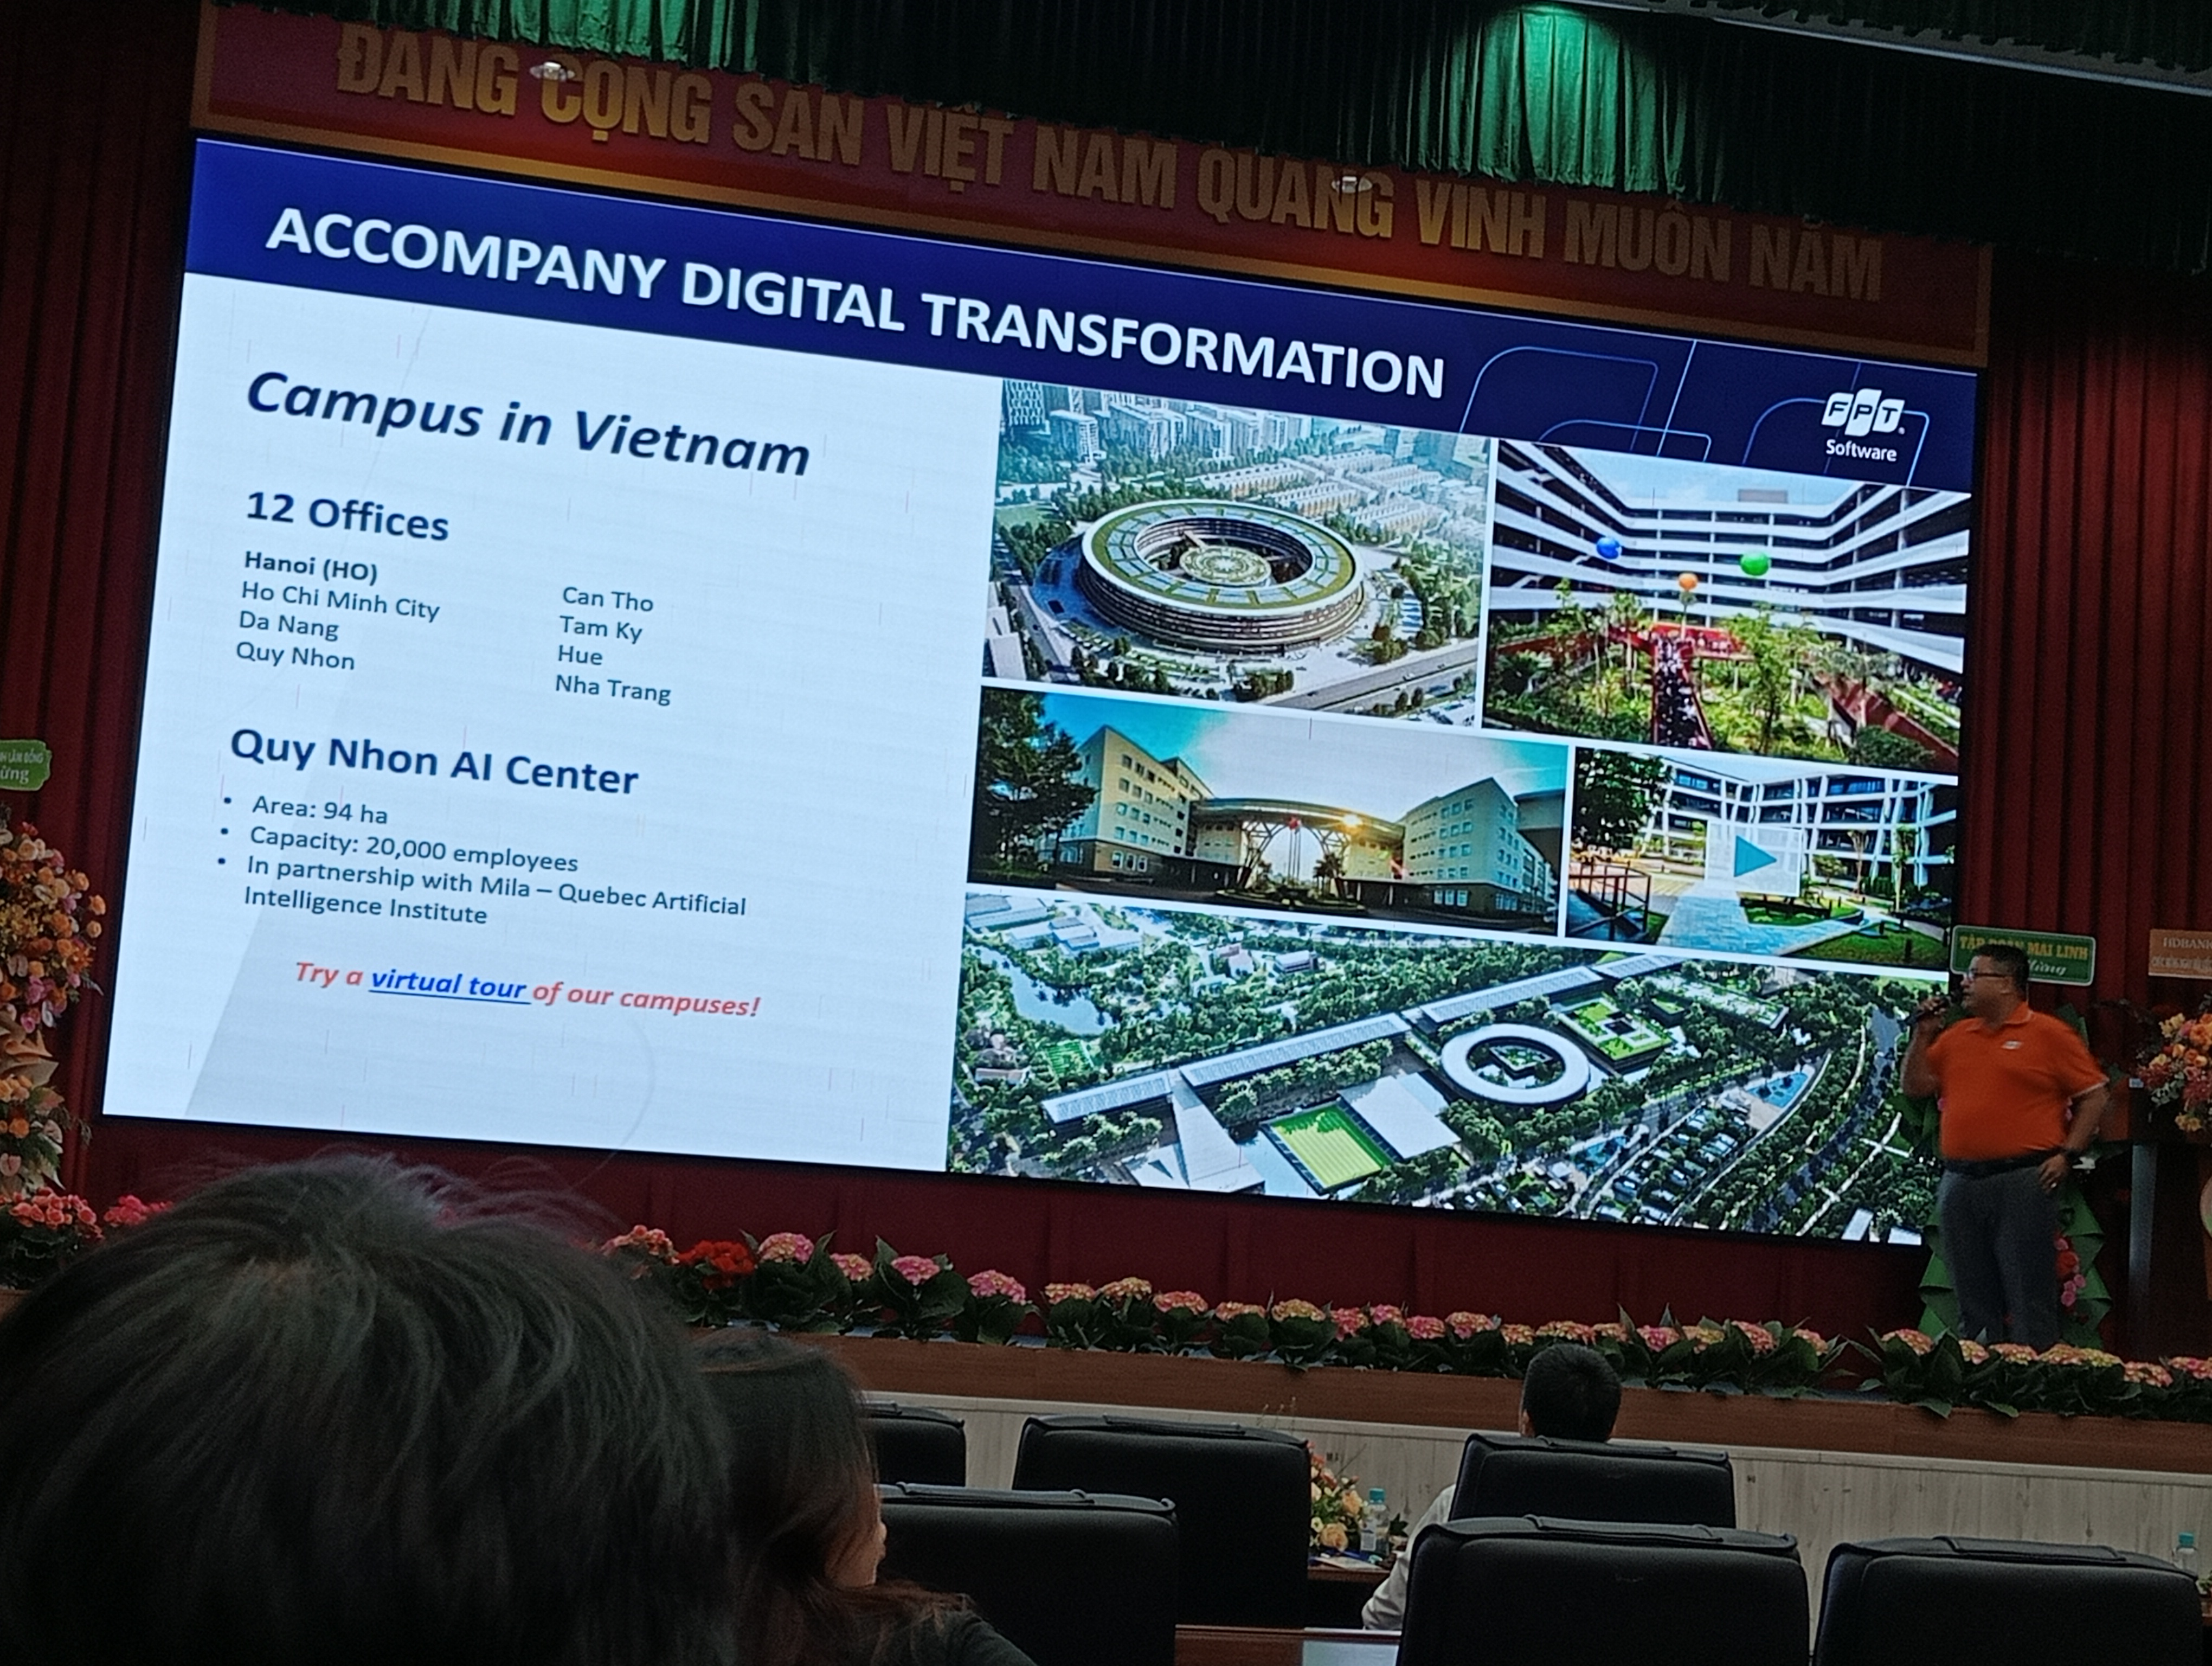 ĐẢNG CỘNG SẢN VIỆT NAM QUANG VINH MUÔN NĂM
ACCOMPANY DIGITAL TRANSFORMATION
FPT
Software
Campus in Vietnam
12 Offices
Hanoi (HO)
Ho Chi Minh City
Da Nang
Quy Nhon
Can Tho
Tam Ky
Hue
Nha Trang
Quy Nhon AI Center
• Area: 94 ha
• Capacity: 20,000 employees
• In partnership with Mila – Quebec Artificial
Intelligence Institute
Try a virtual tour of our campuses!
LÂM ĐỒNG
TẬP ĐOÀN MAI LINH
HDBANK